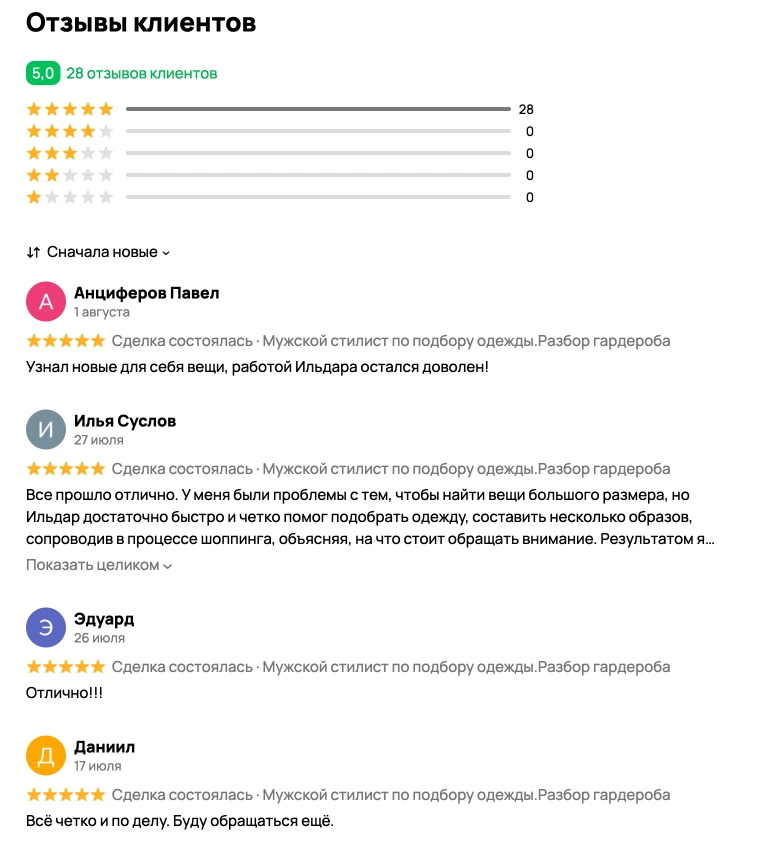 Отзывы клиентов
5,0 28 отзывов клиентов
28
0
0
0
0
Сначала новые
А
Анциферов Павел
1 августа
Сделка состоялась · Мужской стилист по подбору одежды.Разбор гардероба
Узнал новые для себя вещи, работой Ильдара остался доволен!
И
Илья Суслов
27 июля
Сделка состоялась · Мужской стилист по подбору одежды.Разбор гардероба
Все прошло отлично. У меня были проблемы с тем, чтобы найти вещи большого размера, но
Ильдар достаточно быстро и четко помог подобрать одежду, составить несколько образов,
сопроводив в процессе шоппинга, объясняя, на что стоит обращать внимание. Результатом я...
Показать целиком
Э
Эдуард
26 июля
Сделка состоялась · Мужской стилист по подбору одежды.Разбор гардероба
Отлично!!!
Д
Даниил
17 июля
Сделка состоялась · Мужской стилист по подбору одежды.Разбор гардероба
Всё четко и по делу. Буду обращаться ещё.